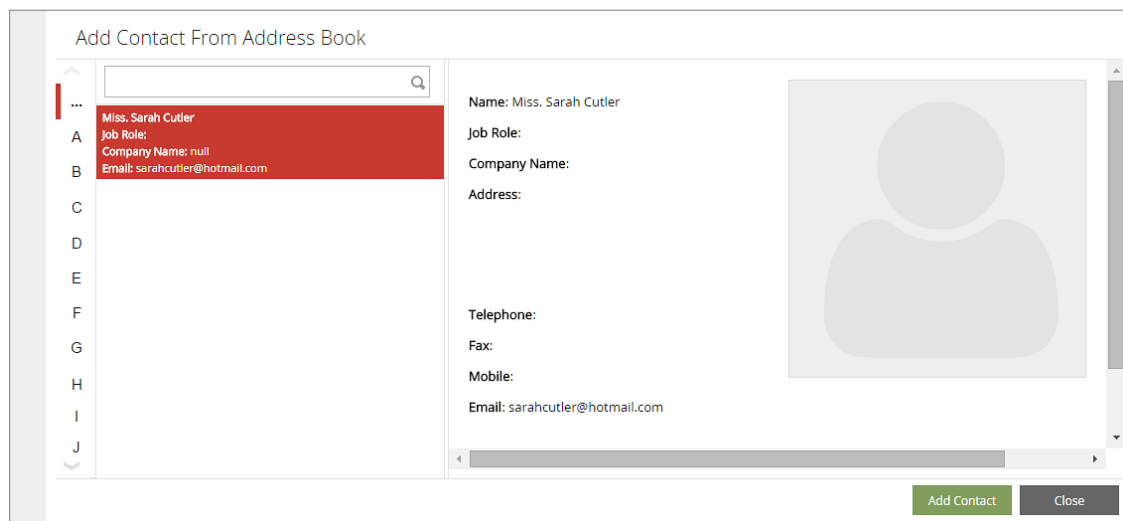 Add Contact From Address Book
...
A
B
C
D
E
F
G
H
I
J
Miss. Sarah Cutler
Job Role:
Company Name: null
Email: sarahcutler@hotmail.com
Name: Miss. Sarah Cutler
Job Role:
Company Name:
Address:
Telephone:
Fax:
Mobile:
Email: sarahcutler@hotmail.com
Add Contact
Close